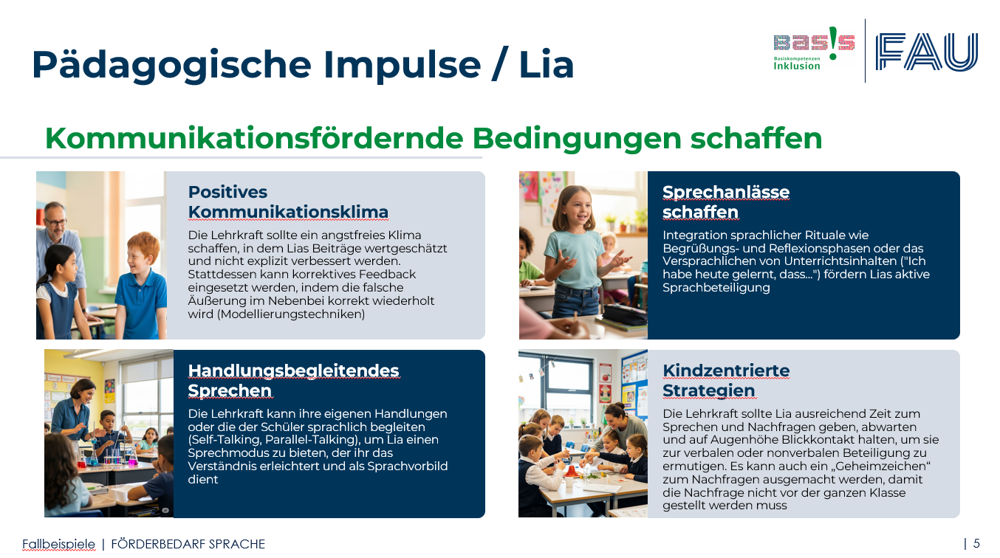 Pädagogische Impulse / Lia
Bas!s
Basiskompetenzen
Inklusion
FAU
Kommunikationsfördernde Bedingungen schaffen
Positives
Kommunikationsklima
Die Lehrkraft sollte ein angstfreies Klima
schaffen, in dem Lias Beiträge wertgeschätzt
und nicht explizit verbessert werden.
Stattdessen kann korrektives Feedback
eingesetzt werden, indem die falsche
Äußerung im Nebenbei korrekt wiederholt
wird (Modellierungstechniken)
Sprechanlässe
schaffen
Integration sprachlicher Rituale wie
Begrüßungs- und Reflexionsphasen oder das
Versprachlichen von Unterrichtsinhalten ("Ich
habe heute gelernt, dass...") fördern Lias aktive
Sprachbeteiligung
Handlungsbegleitendes
Sprechen
Die Lehrkraft kann ihre eigenen Handlungen
oder die der Schüler sprachlich begleiten
(Self-Talking, Parallel-Talking), um Lia einen
Sprechmodus zu bieten, der ihr das
Verständnis erleichtert und als Sprachvorbild
dient
Kindzentrierte
Strategien
Die Lehrkraft sollte Lia ausreichend Zeit zum
Sprechen und Nachfragen geben, abwarten
und auf Augenhöhe Blickkontakt halten, um sie
zur verbalen oder nonverbalen Beteiligung zu
ermutigen. Es kann auch ein „Geheimzeichen“
zum Nachfragen ausgemacht werden, damit
die Nachfrage nicht vor der ganzen Klasse
gestellt werden muss
Fallbeispiele | FÖRDERBEDARF SPRACHE
| 5